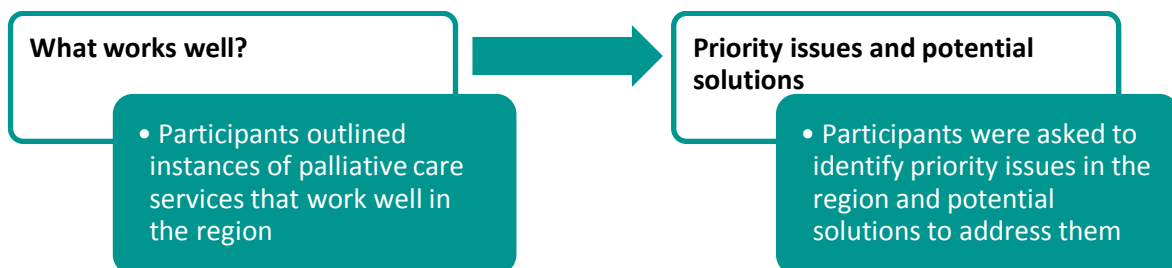 What works well?
• Participants outlined
instances of palliative care
services that work well in
the region
Priority issues and potential
solutions
• Participants were asked to
identify priority issues in the
region and potential
solutions to address them